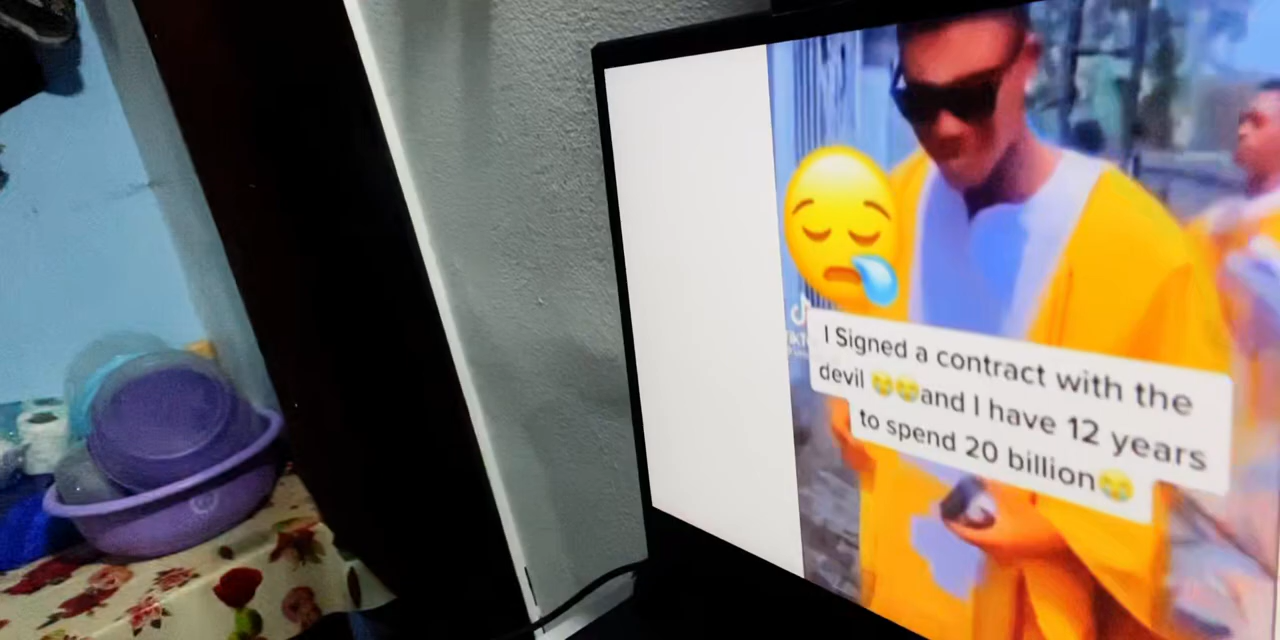 I Signed a contract with the
devil 😢😢and I have 12 years
to spend 20 billion😢